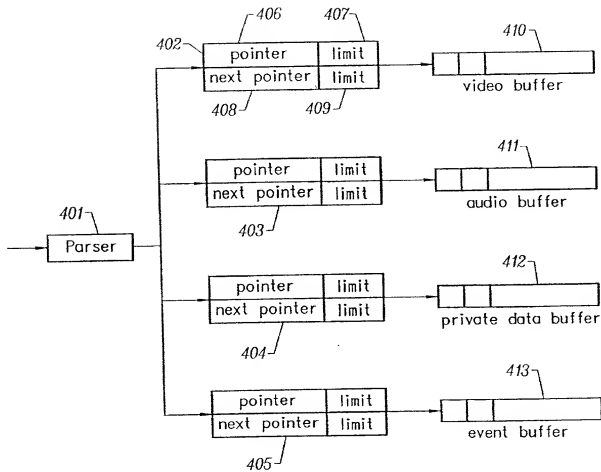 406
407
402
410
pointer limit
next pointer limit
video buffer
408
409
411
pointer limit
next pointer limit
audio buffer
401
403
Parser
412
pointer limit
next pointer limit
private data buffer
404
413
pointer limit
next pointer limit
event buffer
405